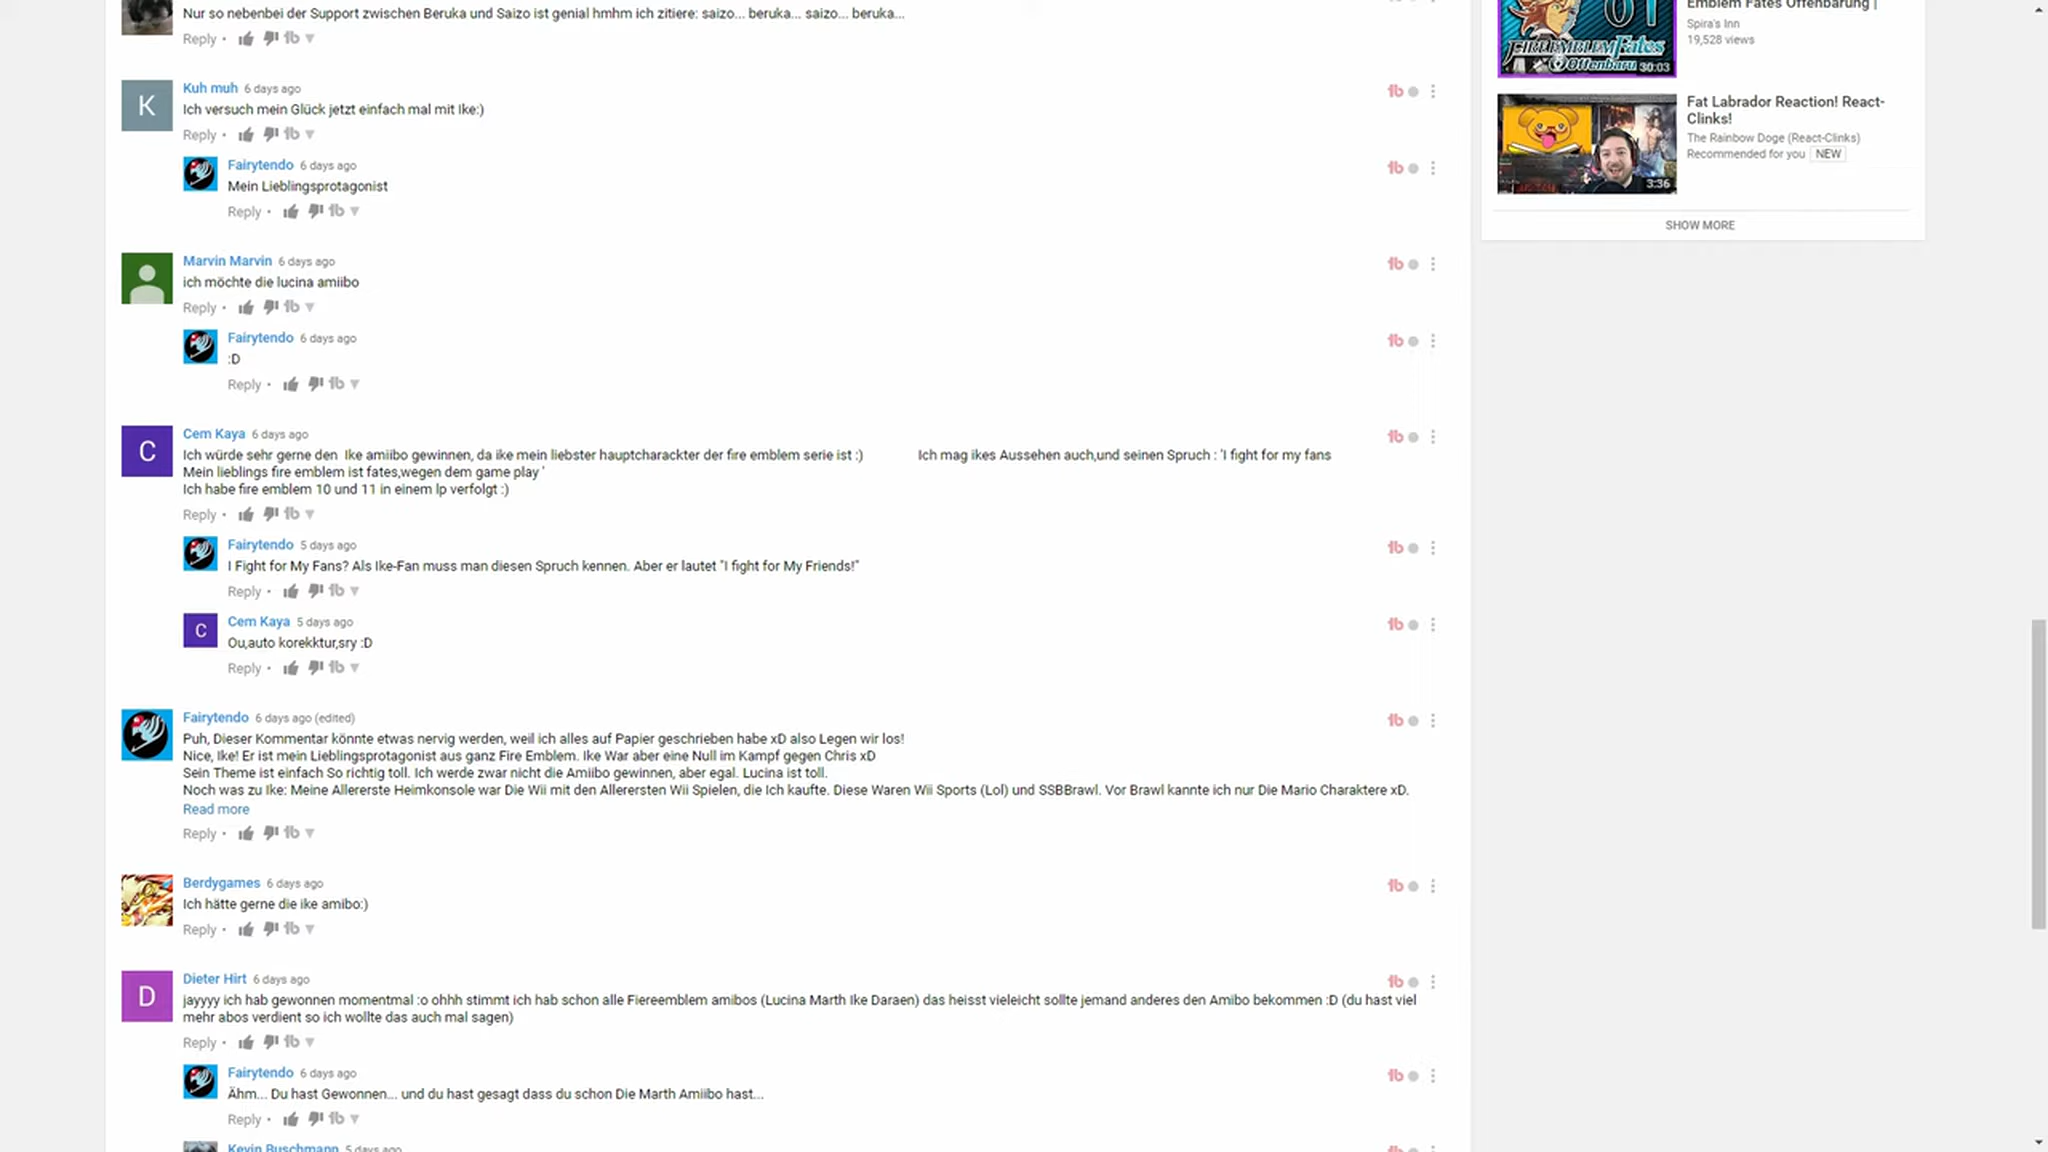 Nur so nebenbei der Support zwischen Beruka und Saizo ist genial hmhm ich zitiere: saizo... beruka... saizo... beruka...
Reply •
Kuh muh 6 days ago
Ich versuch mein Glück jetzt einfach mal mit Ike:)
Reply •
Fairytendo 6 days ago
Mein Lieblingsprotagonist
Reply •
Marvin Marvin 6 days ago
ich möchte die lucina amiibo
Reply •
Fairytendo 6 days ago
:D
Reply •
C
Cem Kaya 6 days ago
Ich würde sehr gerne den Ike amiibo gewinnen, da ike mein liebster hauptcharackter der fire emblem serie ist :) Ich mag ikes Aussehen auch,und seinen Spruch : 'I fight for my fans
Mein lieblings fire emblem ist fates,wegen dem game play '
Ich habe fire emblem 10 und 11 in einem lp verfolgt :)
Reply •
Fairytendo 5 days ago
I Fight for My Fans? Als Ike-Fan muss man diesen Spruch kennen. Aber er lautet "I fight for My Friends!"
Reply •
C
Cem Kaya 5 days ago
Ou,auto korekktur,sry :D
Reply •
Fairytendo 6 days ago (edited)
Puh, Dieser Kommentar könnte etwas nervig werden, weil ich alles auf Papier geschrieben habe xD also Legen wir los!
Nice, Ike! Er ist mein Lieblingsprotagonist aus ganz Fire Emblem. Ike War aber eine Null im Kampf gegen Chris xD
Sein Theme ist einfach So richtig toll. Ich werde zwar nicht die Amiibo gewinnen, aber egal. Lucina ist toll.
Noch was zu Ike: Meine Allererste Heimkonsole war Die Wii mit den Allerersten Wii Spielen, die Ich kaufte. Diese Waren Wii Sports (Lol) und SSBBrawl. Vor Brawl kannte ich nur Die Mario Charaktere xD.
Read more
Reply •
Berdygames 6 days ago
Ich hätte gerne die ike amibo:)
Reply •
D
Dieter Hirt 6 days ago
jayyyy ich hab gewonnen momentmal :o ohhh stimmt ich hab schon alle Fiereemblem amibos (Lucina Marth Ike Daraen) das heisst vieleicht sollte jemand anderes den Amibo bekommen :D (du hast viel
mehr abos verdient so ich wollte das auch mal sagen)
Reply •
Fairytendo 6 days ago
Ähm... Du hast Gewonnen... und du hast gesagt dass du schon Die Marth Amiibo hast...
Reply •
Kevin Buschmann 5 days ago
K
Emblem Fates Offenbarung |
Spira's Inn
19,528 views
01
FIRE EMBLEM Fates
Offenbaru
30:03
Fat Labrador Reaction! React-
Clinks!
The Rainbow Doge (React-Clinks)
Recommended for you NEW
3:36
SHOW MORE